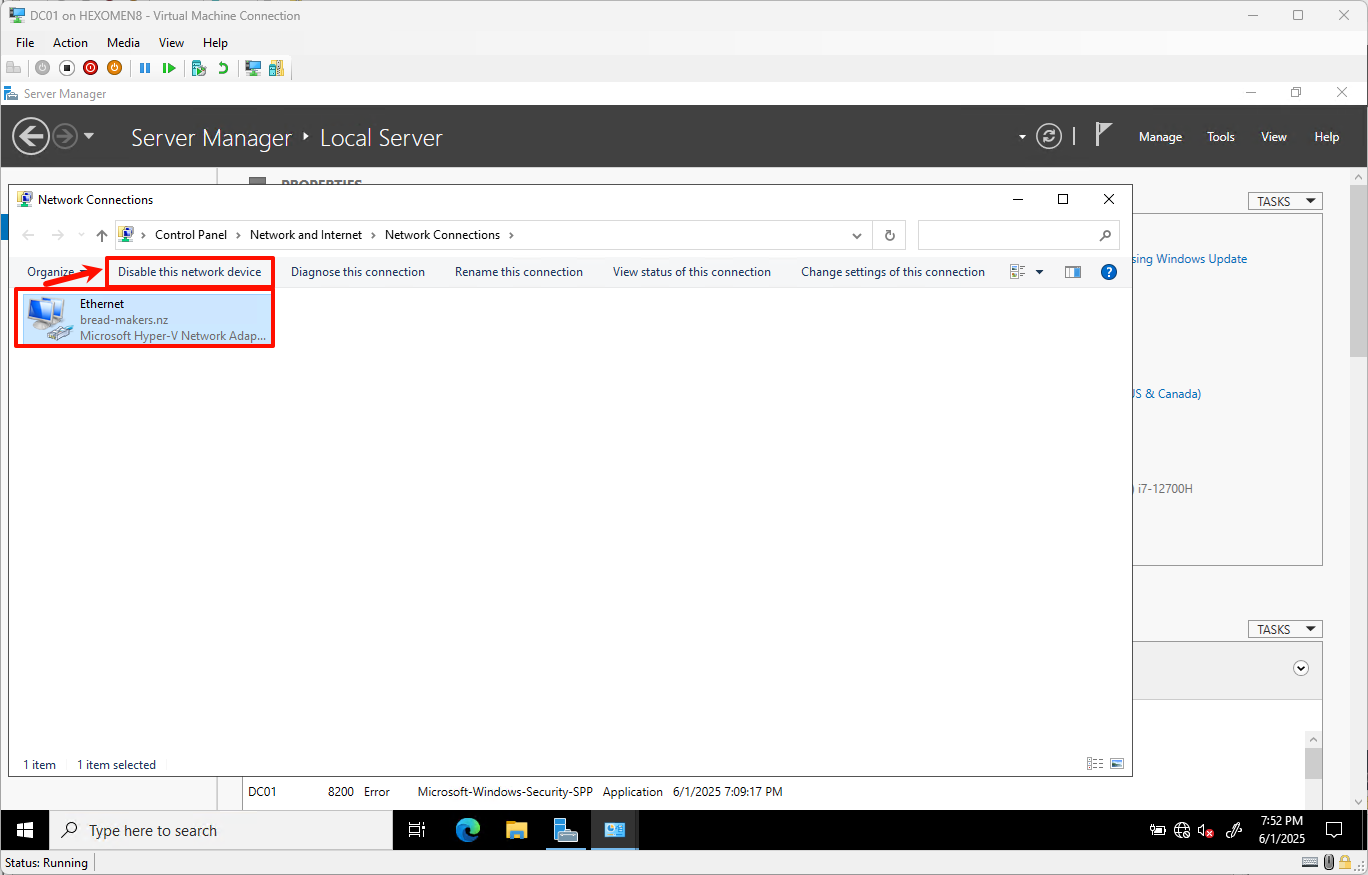 DC01 on HEXOMEN8 - Virtual Machine Connection
File Action Media View Help
Server Manager
Server Manager Local Server
Manage Tools View Help
PROPERTIES
TASKS
Network Connections
Control Panel Network and Internet Network Connections
Organize Disable this network device Diagnose this connection Rename this connection View status of this connection Change settings of this connection
Ethernet
bread-makers.nz
Microsoft Hyper-V Network Adap...
sing Windows Update
US & Canada)
) i7-12700H
TASKS
1 item 1 item selected
DC01 8200 Error Microsoft-Windows-Security-SPP Application 6/1/2025 7:09:17 PM
Type here to search
7:52 PM
6/1/2025
Status: Running